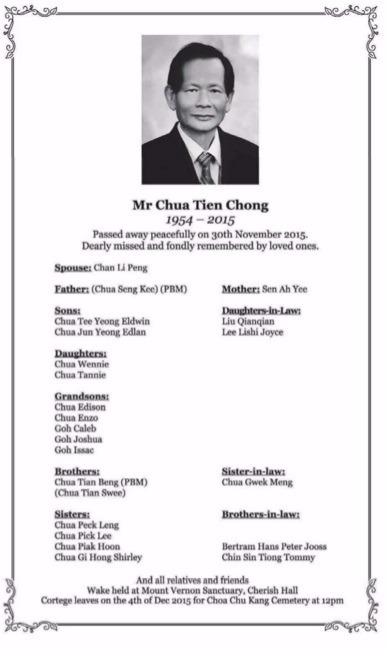 Mr Chua Tien Chong
1954 – 2015
Passed away peacefully on 30th November 2015.
Dearly missed and fondly remembered by loved ones.
Spouse: Chan Li Peng
Father: (Chua Seng Kee) (PBM) Mother: Sen Ah Yee
Sons: Daughters-in-Law:
Chua Tee Yeong Eldwin Liu Qianqian
Chua Jun Yeong Edlan Lee Lishi Joyce
Daughters:
Chua Wennie
Chua Tannie
Grandsons:
Chua Edison
Chua Enzo
Goh Caleb
Goh Joshua
Goh Issac
Brothers: Sister-in-law:
Chua Tian Beng (PBM) Chua Gwek Meng
(Chua Tian Swee)
Sisters: Brothers-in-law:
Chua Peck Leng
Chua Pick Lee
Chua Piak Hoon Bertram Hans Peter Jooss
Chua Gi Hong Shirley Chin Sin Tiong Tommy
And all relatives and friends
Wake held at Mount Vernon Sanctuary, Cherish Hall
Cortege leaves on the 4th of Dec 2015 for Choa Chu Kang Cemetery at 12pm